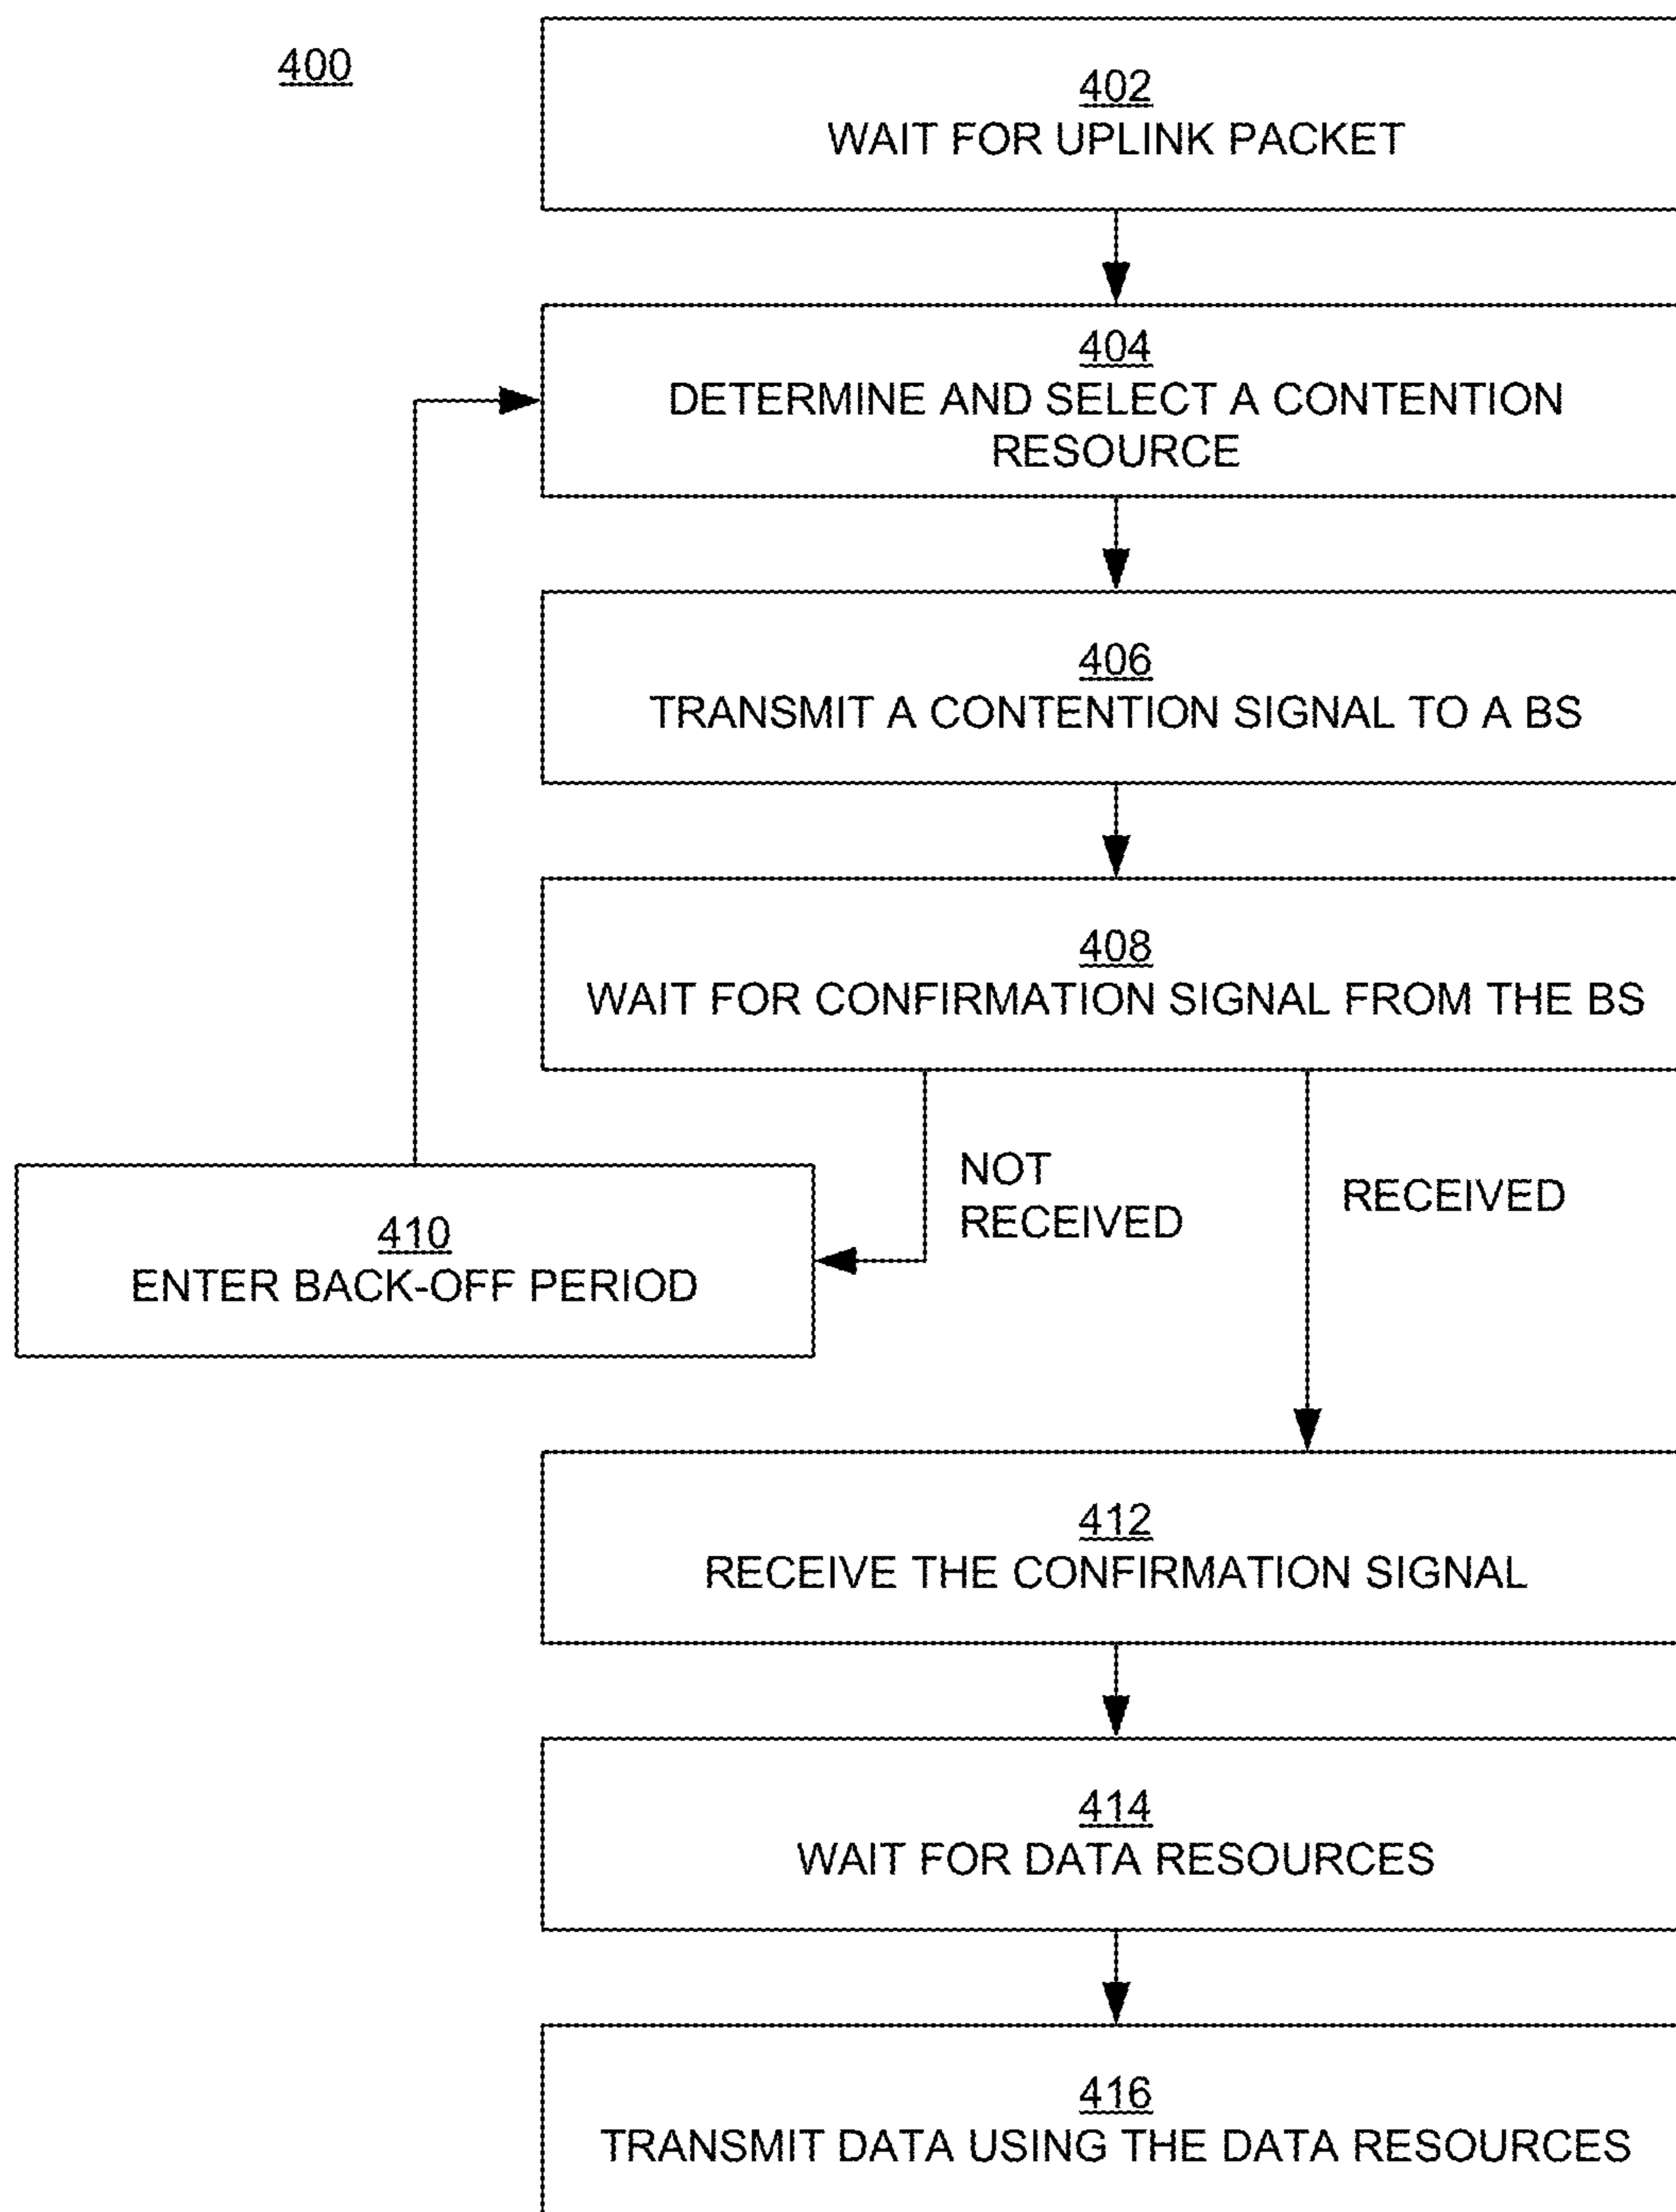 400
402
WAIT FOR UPLINK PACKET
404
DETERMINE AND SELECT A CONTENTION
RESOURCE
406
TRANSMIT A CONTENTION SIGNAL TO A BS
408
WAIT FOR CONFIRMATION SIGNAL FROM THE BS
NOT
RECEIVED
RECEIVED
410
ENTER BACK-OFF PERIOD
412
RECEIVE THE CONFIRMATION SIGNAL
414
WAIT FOR DATA RESOURCES
416
TRANSMIT DATA USING THE DATA RESOURCES